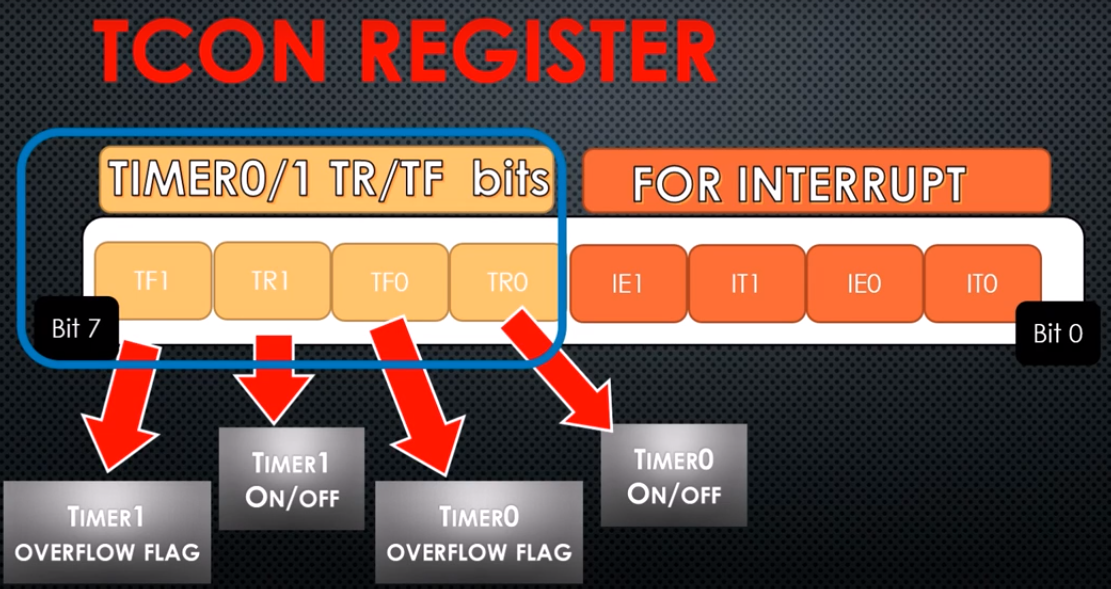 TCON REGISTER
TIMER0/1 TR/TF bits
FOR INTERRUPT
TF1
TR1
TF0
TR0
IE1
IT1
IE0
IT0
Bit 7
Bit 0
TIMER1
ON/OFF
TIMER0
ON/OFF
TIMER1
OVERFLOW FLAG
TIMER0
OVERFLOW FLAG